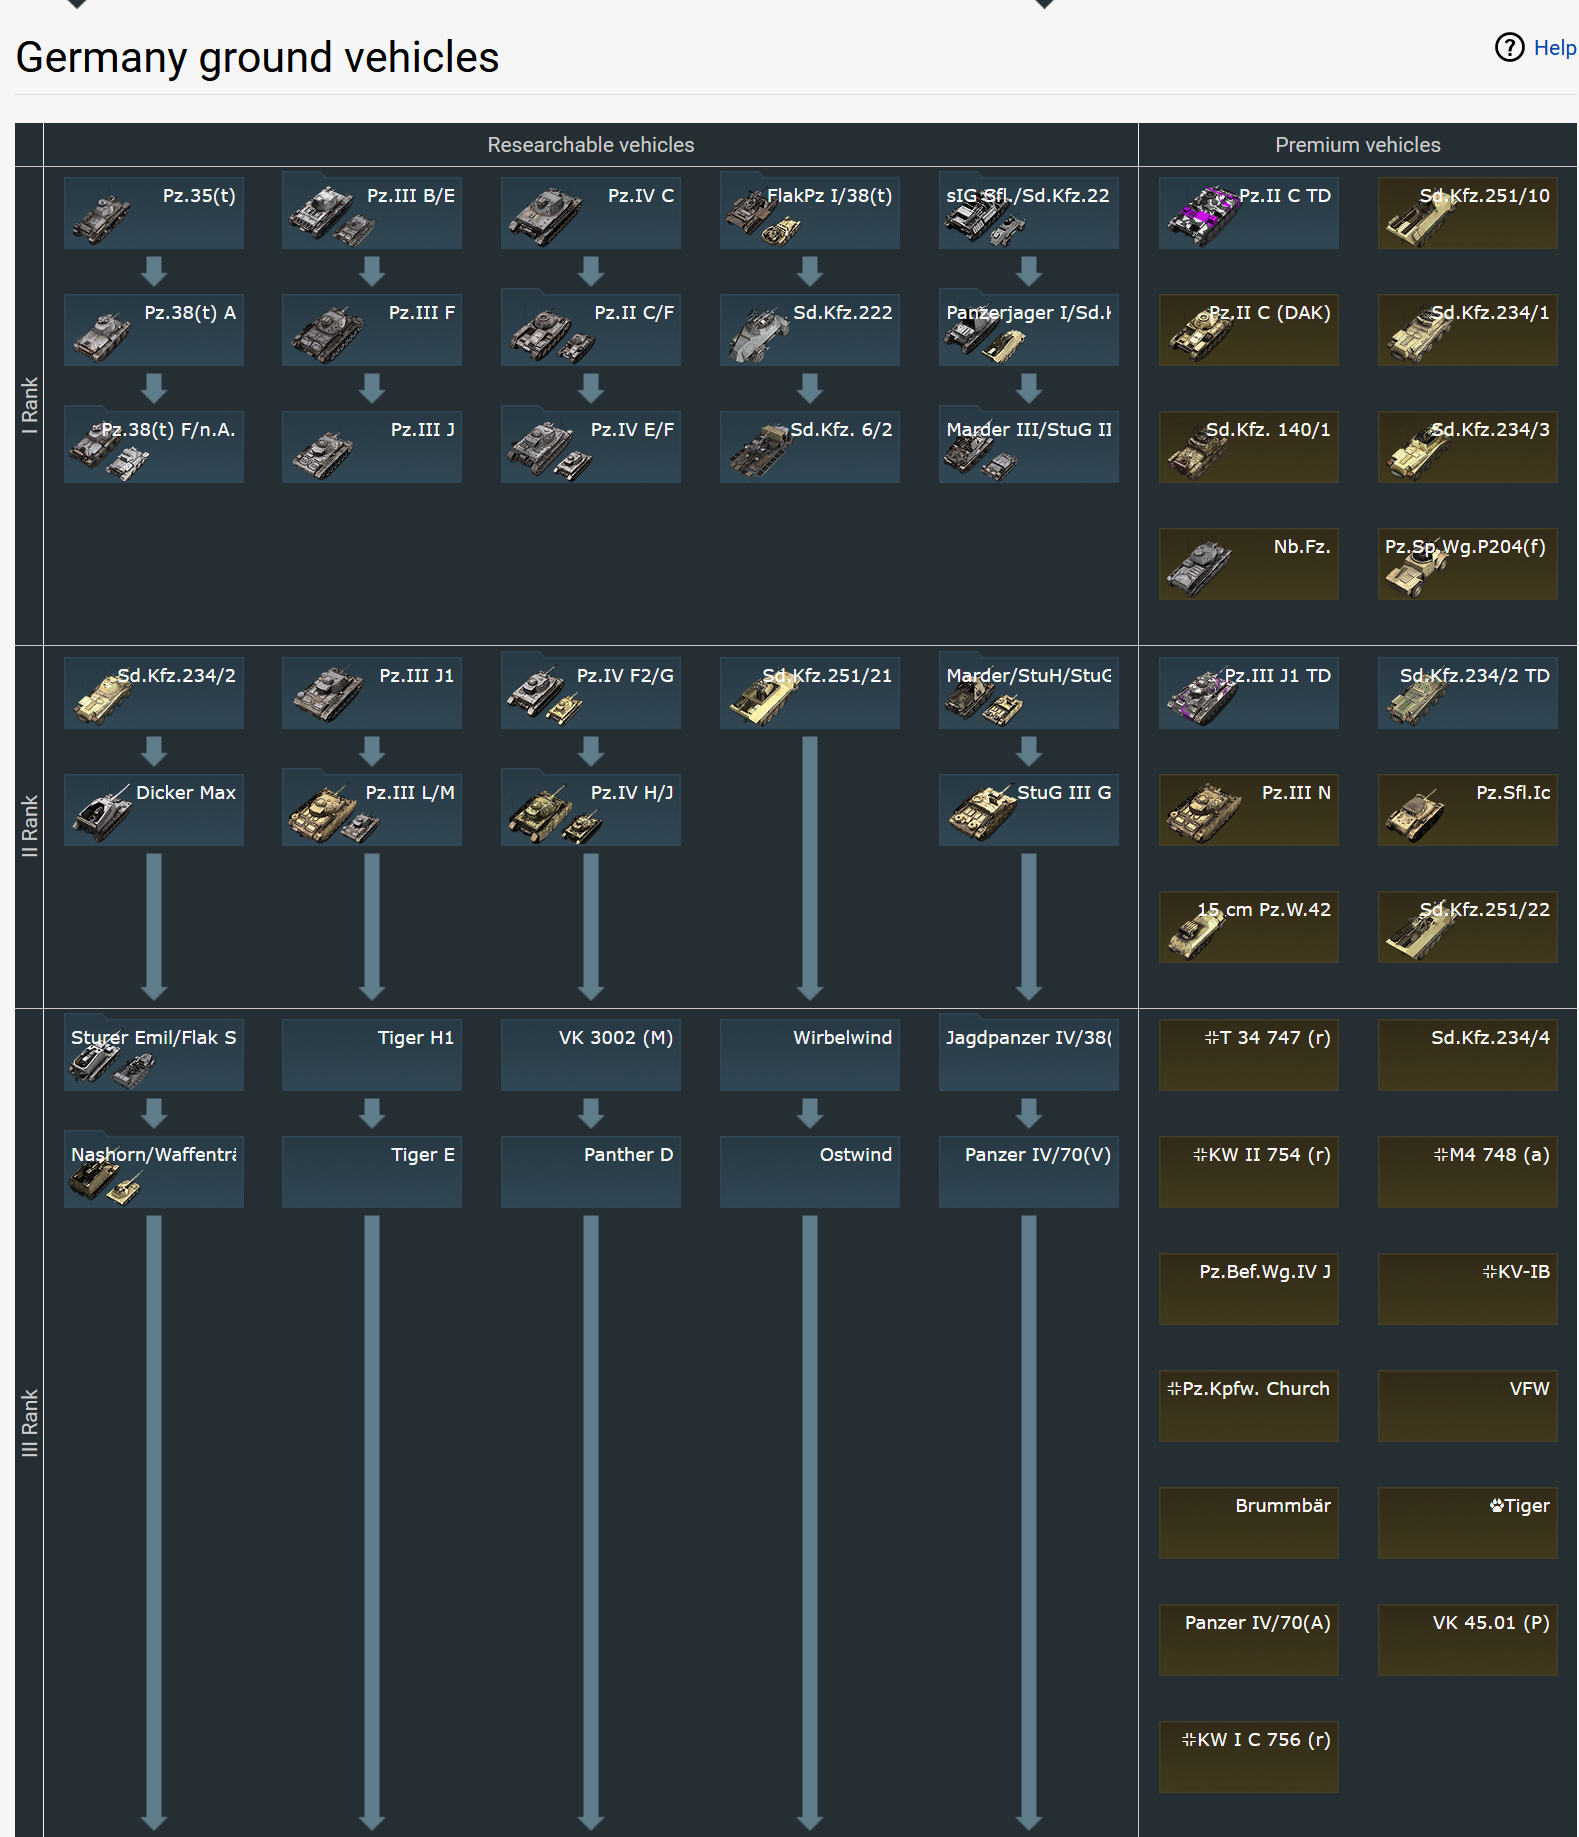 Germany ground vehicles
Help
Researchable vehicles
Premium vehicles
I Rank
Pz.35(t)
Pz.III B/E
Pz.IV C
FlakPz I/38(t)
sIG Sfl./Sd.Kfz.22
Pz.II C TD
Sd.Kfz.251/10
Pz.38(t) A
Pz.III F
Pz.II C/F
Sd.Kfz.222
Panzerjager I/Sd.K
Pz.II C (DAK)
Sd.Kfz.234/1
Pz.38(t) F/n.A.
Pz.III J
Pz.IV E/F
Sd.Kfz. 6/2
Marder III/StuG II
Sd.Kfz. 140/1
Sd.Kfz.234/3
Nb.Fz.
Pz.Sp.Wg.P204(f)
II Rank
Sd.Kfz.234/2
Pz.III J1
Pz.IV F2/G
Sd.Kfz.251/21
Marder/StuH/StuG
Pz.III J1 TD
Sd.Kfz.234/2 TD
Dicker Max
Pz.III L/M
Pz.IV H/J
StuG III G
Pz.III N
Pz.Sfl.Ic
15 cm Pz.W.42
Sd.Kfz.251/22
III Rank
Sturer Emil/Flak S
Tiger H1
VK 3002 (M)
Wirbelwind
Jagdpanzer IV/38(
T 34 747 (r)
Sd.Kfz.234/4
Nashorn/Waffenträ
Tiger E
Panther D
Ostwind
Panzer IV/70(V)
KW II 754 (r)
M4 748 (a)
Pz.Bef.Wg.IV J
KV-IB
Pz.Kpfw. Church
VFW
Brummbär
Tiger
Panzer IV/70(A)
VK 45.01 (P)
KW I C 756 (r)